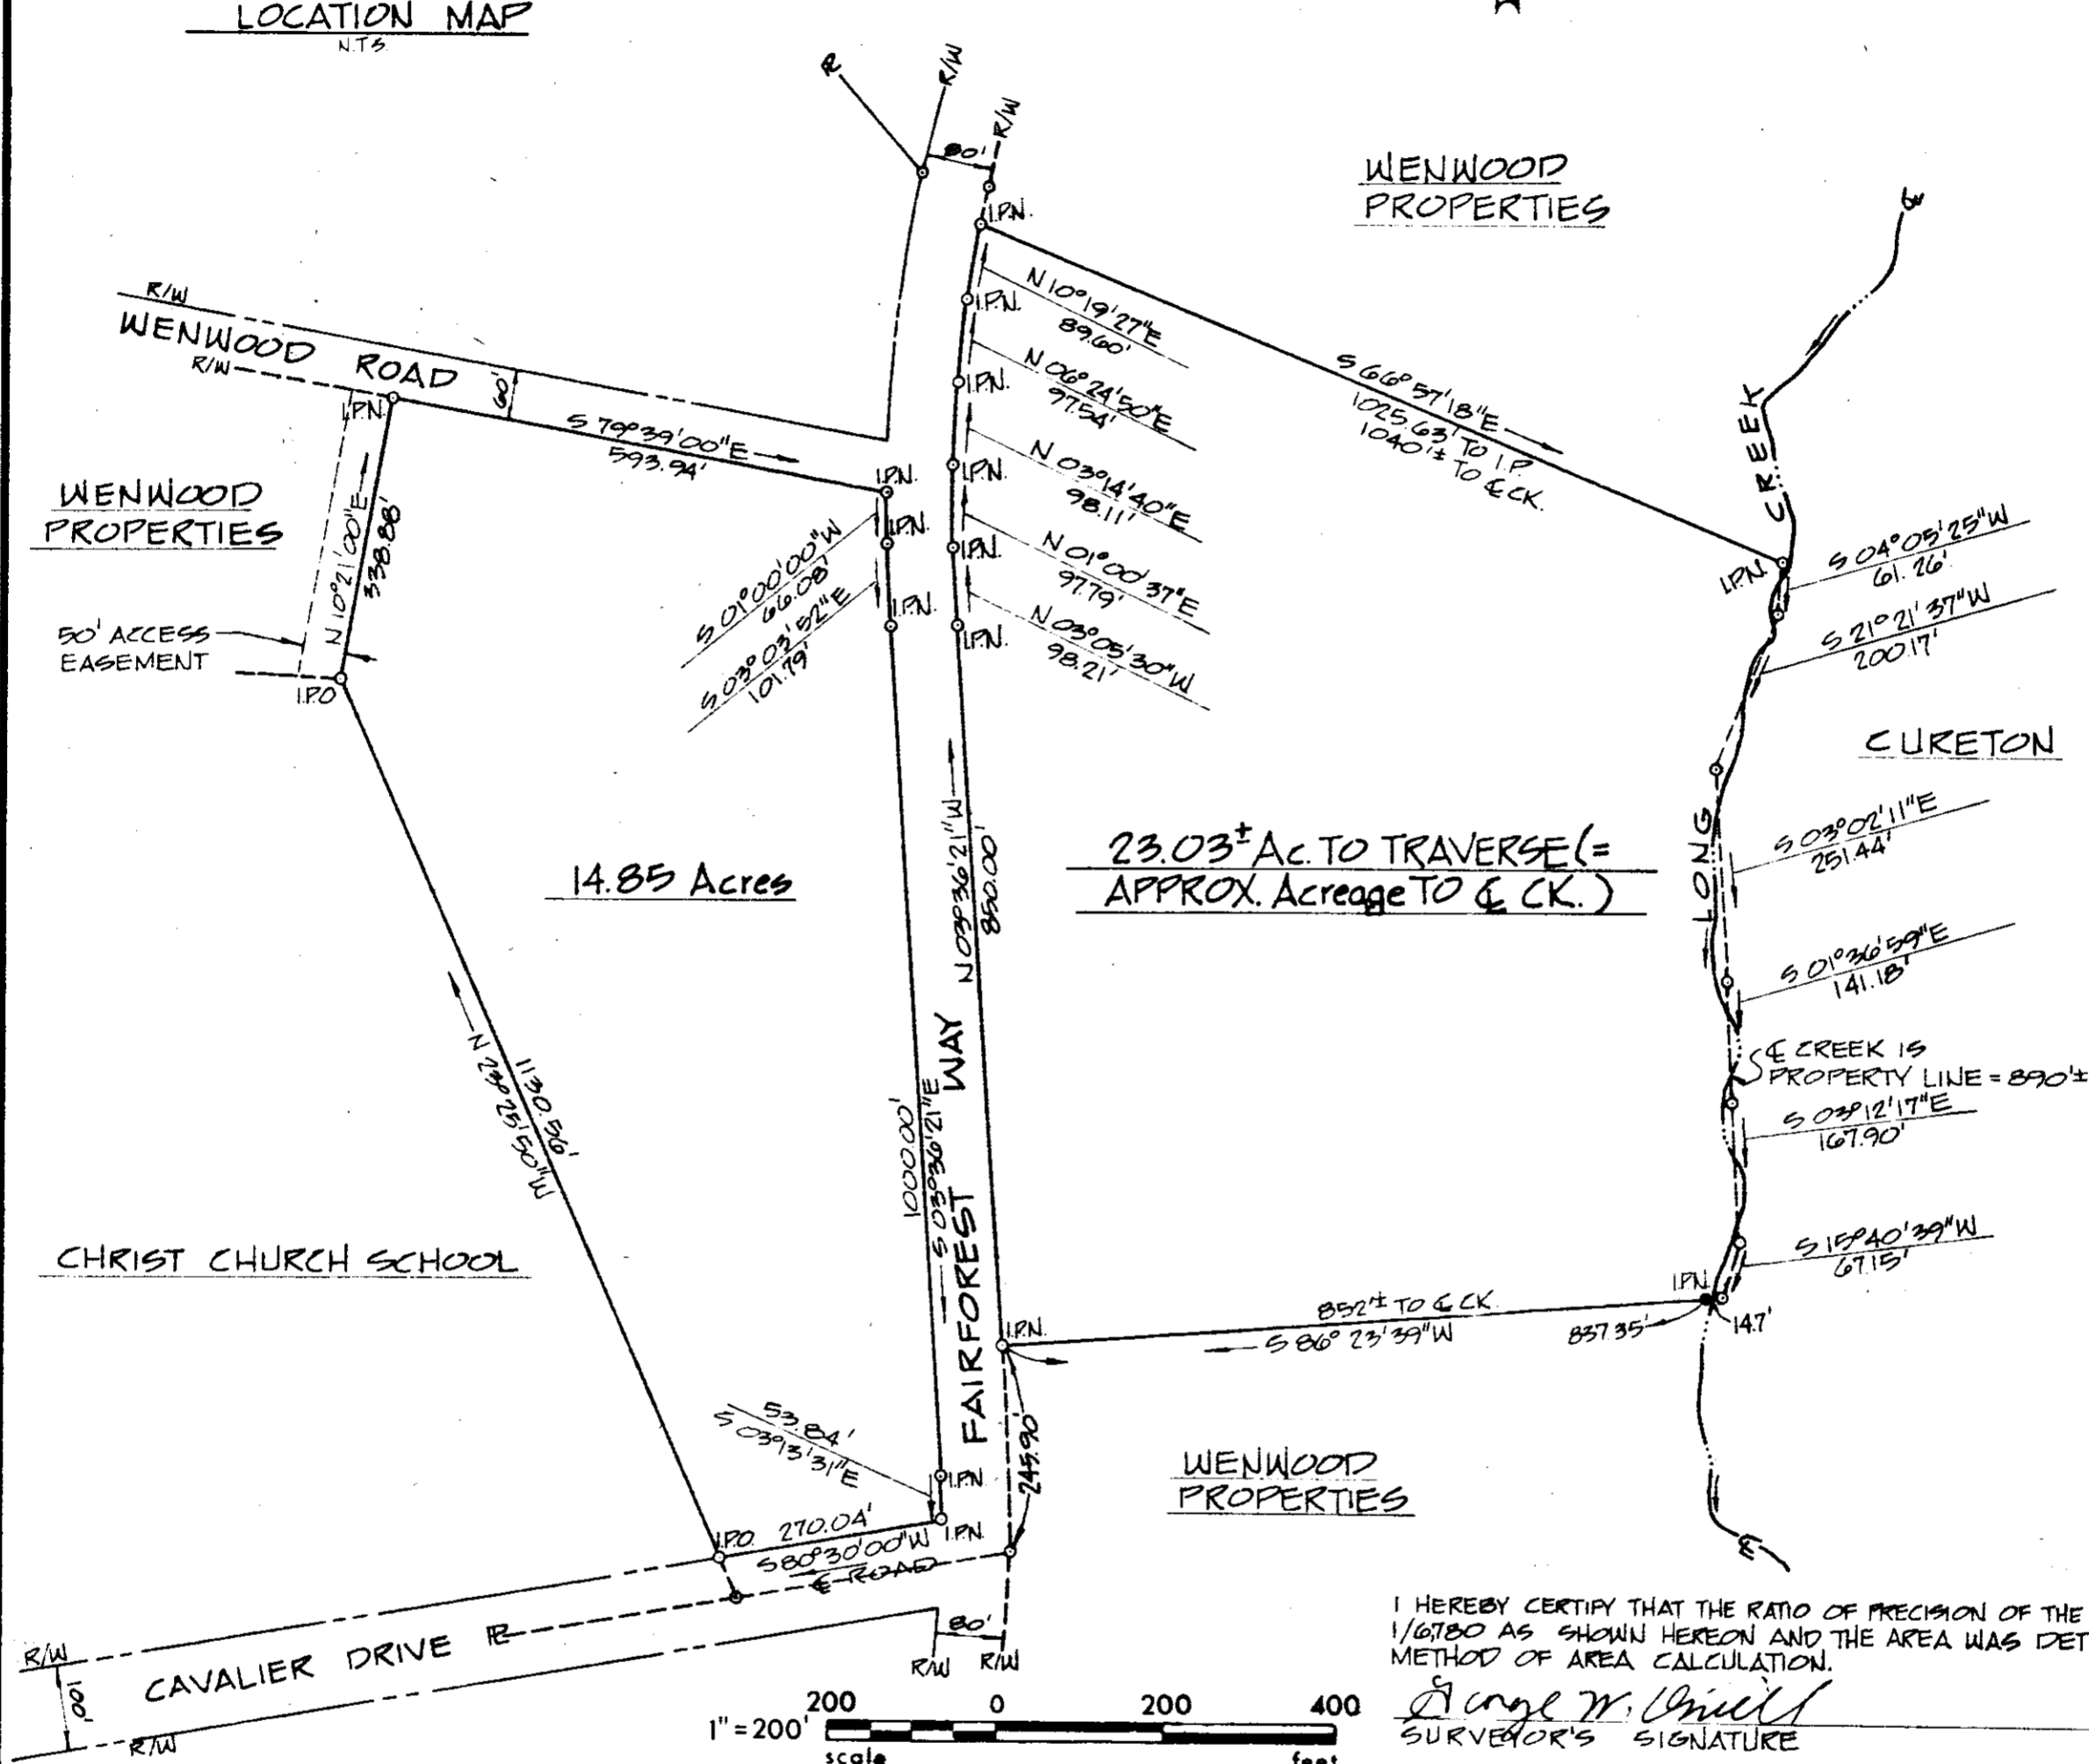 LOCATION MAP
N.T.S.
R/W
R/W
80'
I.P.N.
WENWOOD
PROPERTIES
R/W
WENWOOD ROAD
R/W
60'
I.P.N.
S 79°39'00"E
593.94'
I.P.N.
N 10°19'27"E
89.60'
I.P.N.
N 06°24'50"E
97.54'
I.P.N.
N 03°14'40"E
98.11'
I.P.N.
N 01°00'37"E
97.79'
I.P.N.
N 03°05'30"W
98.21'
S 66°57'18"E
1025.63' TO I.P.
1040'± TO ℄ CK.
WENWOOD
PROPERTIES
N 10°21'00"E
338.88'
50' ACCESS
EASEMENT
I.P.O
I.P.N.
I.P.N.
I.P.N.
S 01°00'00"W
66.08'
S 03°03'52"E
101.79'
LONG CREEK
I.P.N.
S 04°05'25"W
61.26'
S 21°21'37"W
200.17'
CURETON
S 03°02'11"E
251.44'
S 01°36'59"E
141.18'
℄ CREEK IS
PROPERTY LINE = 890'±
S 03°12'17"E
167.90'
S 15°40'39"W
67.15'
14.85 Acres
23.03± AC. TO TRAVERSE (=
APPROX. Acreage TO ℄ CK.)
N 03°36'21"W
850.00'
1130.56'
N 23°25'50"W
S 03°36'21"E
1000.00'
FAIRFOREST WAY
CHRIST CHURCH SCHOOL
I.P.N.
852'± TO ℄ CK.
S 86°23'39"W
837.35'
I.P.N.
14.7'
245.90'
53.84'
S 03°13'31"E
I.P.N.
I.P.N.
I.P.O. 270.04'
S 80°30'00"W
℄ ROAD
WENWOOD
PROPERTIES
R/W
100'
CAVALIER DRIVE
R/W
80'
R/W R/W
I HEREBY CERTIFY THAT THE RATIO OF PRECISION OF THE
1/6,780 AS SHOWN HEREON AND THE AREA WAS DET
METHOD OF AREA CALCULATION.
SURVEYOR'S SIGNATURE
200 0 200 400
1" = 200'
scale feet